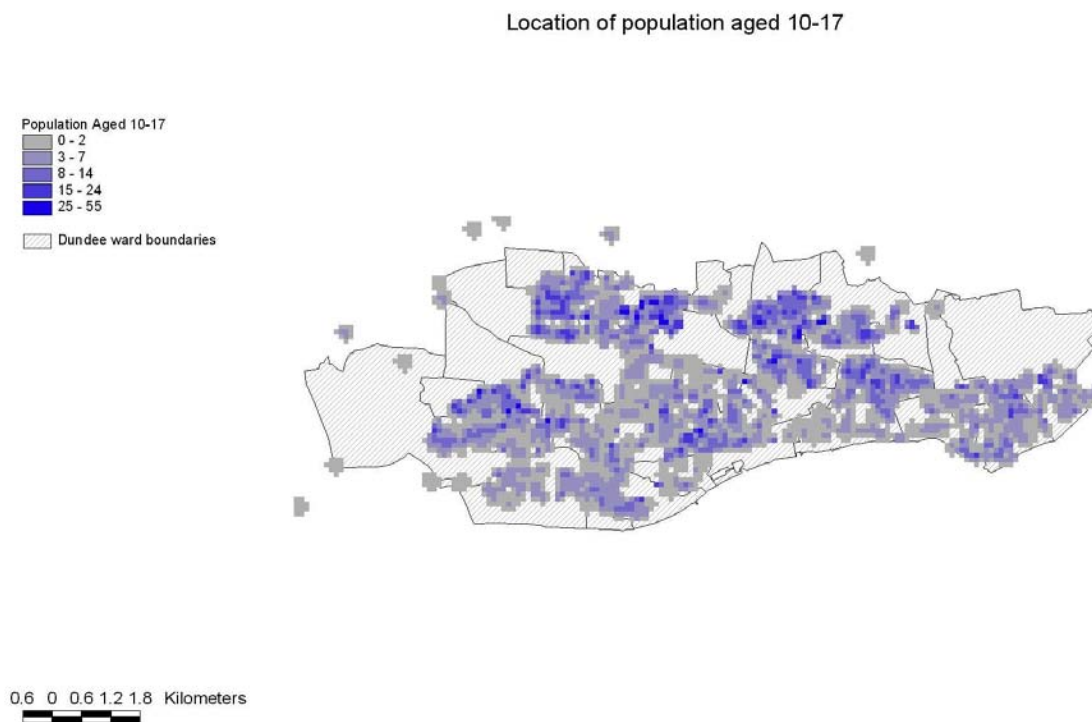 Location of population aged 10-17
Population Aged 10-17
0 - 2
3 - 7
8 - 14
15 - 24
25 - 55
Dundee ward boundaries
0.6 0 0.6 1.2 1.8 Kilometers